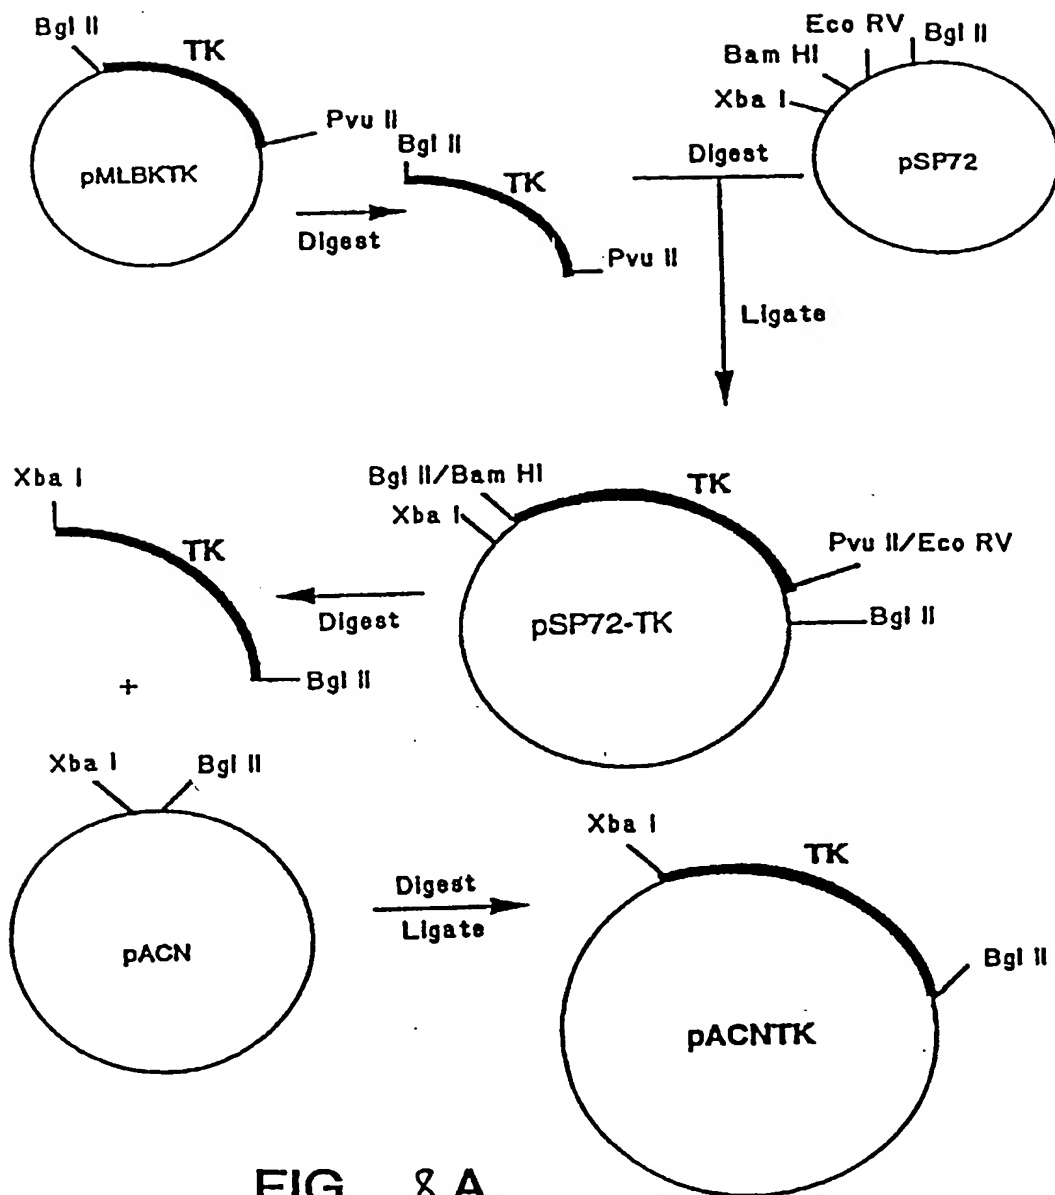 Bgl II
TK
Pvu II
pMLBKTK
Digest
Bgl II
TK
Pvu II
Digest
Ligate
Eco RV
Bgl II
Bam HI
Xba I
pSP72
Xba I
TK
Bgl II
Digest
Bgl II/Bam HI
Xba I
TK
Pvu II/Eco RV
Bgl II
pSP72-TK
+
Xba I
Bgl II
pACN
Digest
Ligate
Xba I
TK
Bgl II
pACNTK
FIG. 8A